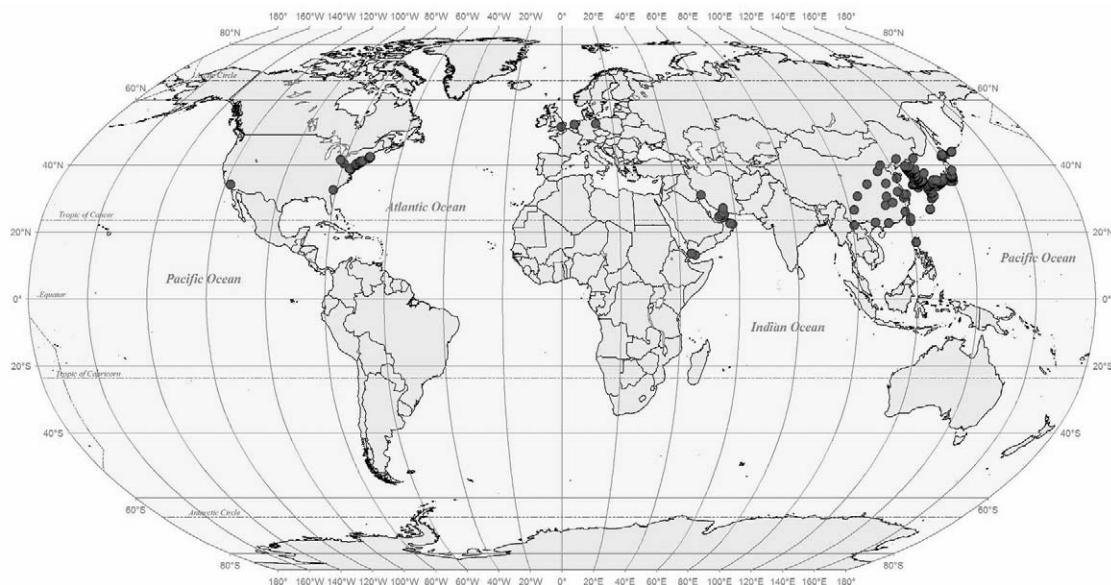 180° 160°W 140°W 120°W 100°W 80°W 60°W 40°W 20°W 0° 20°E 40°E 60°E 80°E 100°E 120°E 140°E 160°E 180°
80°N 80°N
Arctic Circle
60°N 60°N
40°N 40°N
Tropic of Cancer
Atlantic Ocean
20°N 20°N
Pacific Ocean Pacific Ocean
Equator
0° 0°
Indian Ocean
20°S 20°S
Tropic of Capricorn
40°S 40°S
60°S 60°S
Antarctic Circle
80°S 80°S
180° 160°W 140°W 120°W 100°W 80°W 60°W 40°W 20°W 0° 20°E 40°E 60°E 80°E 100°E 120°E 140°E 160°E 180°